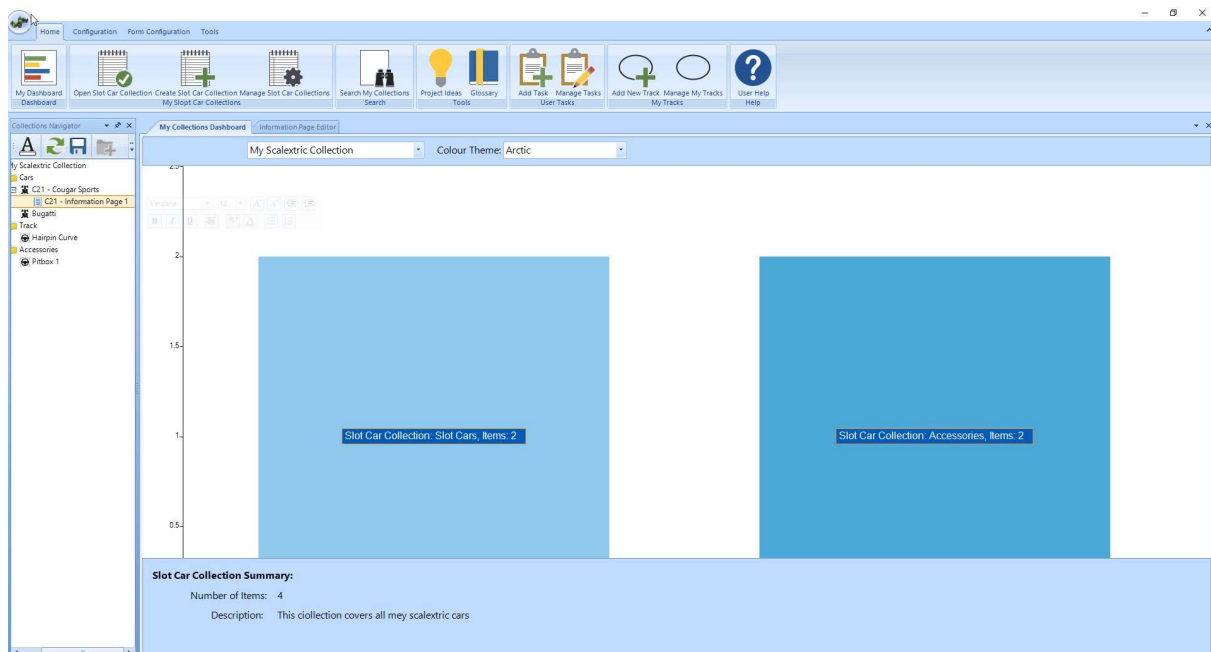 Home Configuration Form Configuration Tools
My Dashboard Open Slot Car Collection Create Slot Car Collection Manage Slot Car Collections Search My Collections Project Ideas Glossary Add Task Manage Tasks Add New Track Manage My Tracks User Help
Dashboard My Slopt Car Collections Search Tools User Tasks My Tracks Help
Collections Navigator My Collections Dashboard Information Page Editor
A
My Scalextric Collection Colour Theme: Arctic
ly Scalextric Collection
Cars
C21 - Cougar Sports
C21 - Information Page 1
Bugatti
Track
Hairpin Curve
Accessories
Pitbox 1
2.5
Verdana 12
B I U A
2
1.5
1
Slot Car Collection: Slot Cars, Items: 2 Slot Car Collection: Accessories, Items: 2
0.5
Slot Car Collection Summary:
Number of Items: 4
Description: This ciollection covers all mey scalextric cars